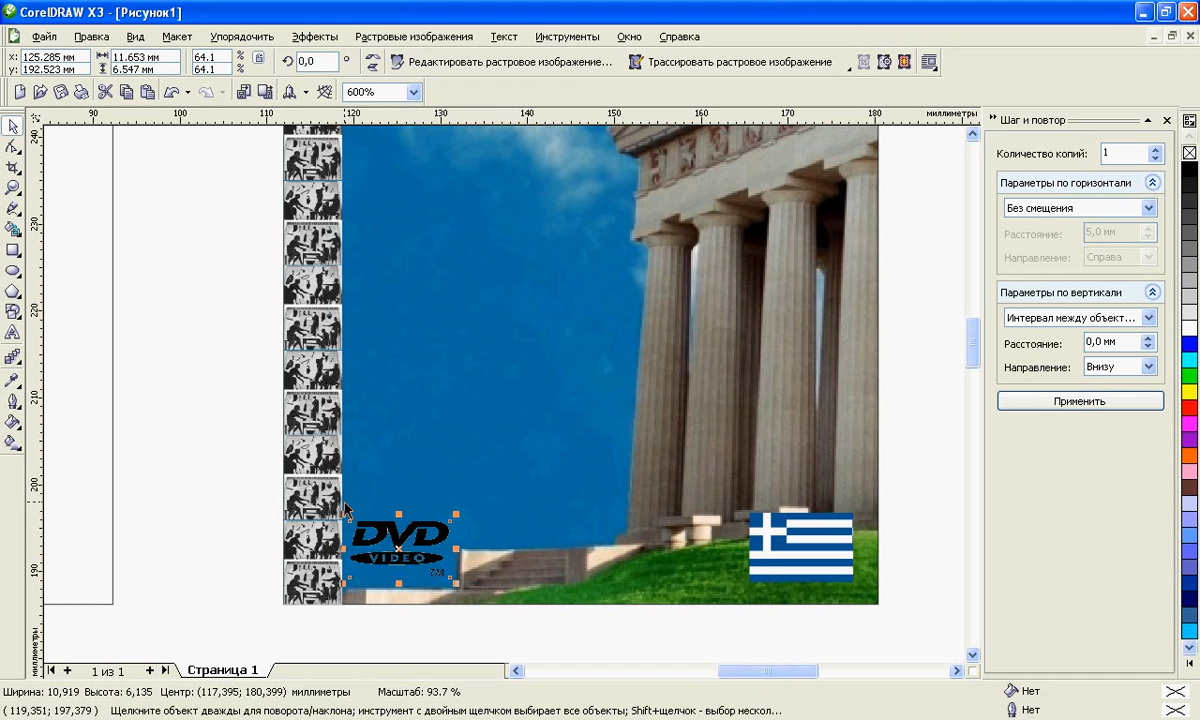 CorelDRAW X3 - [Рисунок1]
Файл Правка Вид Макет Упорядочить Эффекты Растровые изображения Текст Инструменты Окно Справка
x: 125.285 мм 11.653 мм 64.1 %
y: 192.523 мм 6.547 мм 64.1 %
0,0 °
Редактировать растровое изображение... Трассировать растровое изображение
600%
90 100 110 120 130 140 150 160 170 180 миллиметры
240
230
220
210
200
190
миллиметры
Шаг и повтор
Количество копий: 1
Параметры по горизонтали
Без смещения
Расстояние: 5,0 мм
Направление: Справа
Параметры по вертикали
Интервал между объект...
Расстояние: 0,0 мм
Направление: Внизу
Применить
DVD
VIDEO
1 из 1 Страница 1
Ширина: 10,919 Высота: 6,135 Центр: (117,395; 180,399) миллиметры Масштаб: 93.7 % Нет
( 119,351; 197,379 ) Щелкните объект дважды для поворота/наклона; инструмент с двойным щелчком выбирает все объекты; Shift+щелчок - выбор нескол... Нет